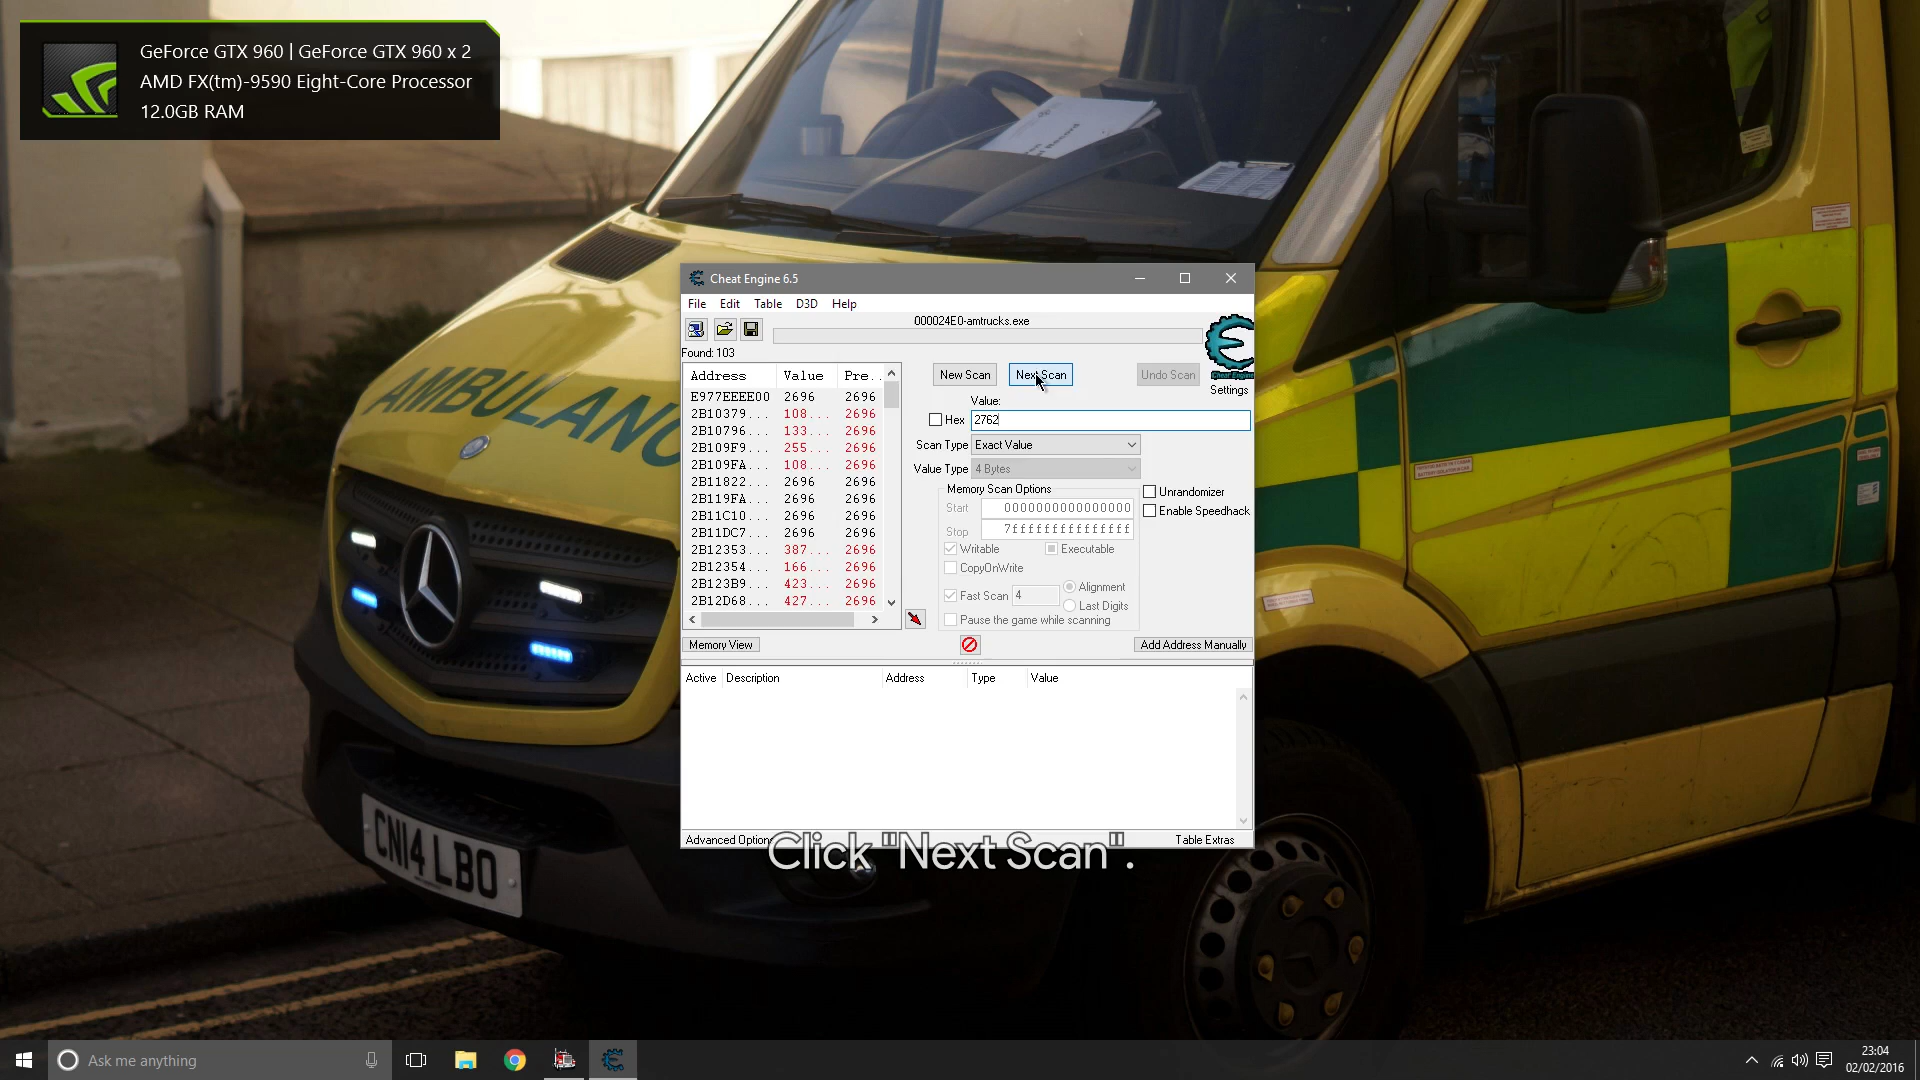 GeForce GTX 960 | GeForce GTX 960 x 2
AMD FX(tm)-9590 Eight-Core Processor
12.0GB RAM
AMBULANC
CN14 LBO
Cheat Engine 6.5
File Edit Table D3D Help
000024E0-amtrucks.exe
Found: 103
Address Value Pre..
E977EEEE00 2696 2696
2B10379... 108... 2696
2B10796... 133... 2696
2B109F9... 255... 2696
2B109FA... 108... 2696
2B11822... 2696 2696
2B119FA... 2696 2696
2B11C10... 2696 2696
2B11DC7... 2696 2696
2B12353... 387... 2696
2B12354... 166... 2696
2B123B9... 423... 2696
2B12D68... 427... 2696
New Scan Next Scan Undo Scan
Cheat Engine
Settings
Value:
Hex 2762
Scan Type Exact Value
Value Type 4 Bytes
Memory Scan Options
Start 0000000000000000
Stop 7fffffffffffffff
Writable Executable
CopyOnWrite
Fast Scan 4 Alignment
Last Digits
Pause the game while scanning
Unrandomizer
Enable Speedhack
Memory View Add Address Manually
Active Description Address Type Value
Advanced Option Table Extras
Click "Next Scan".
Ask me anything
23:04
02/02/2016